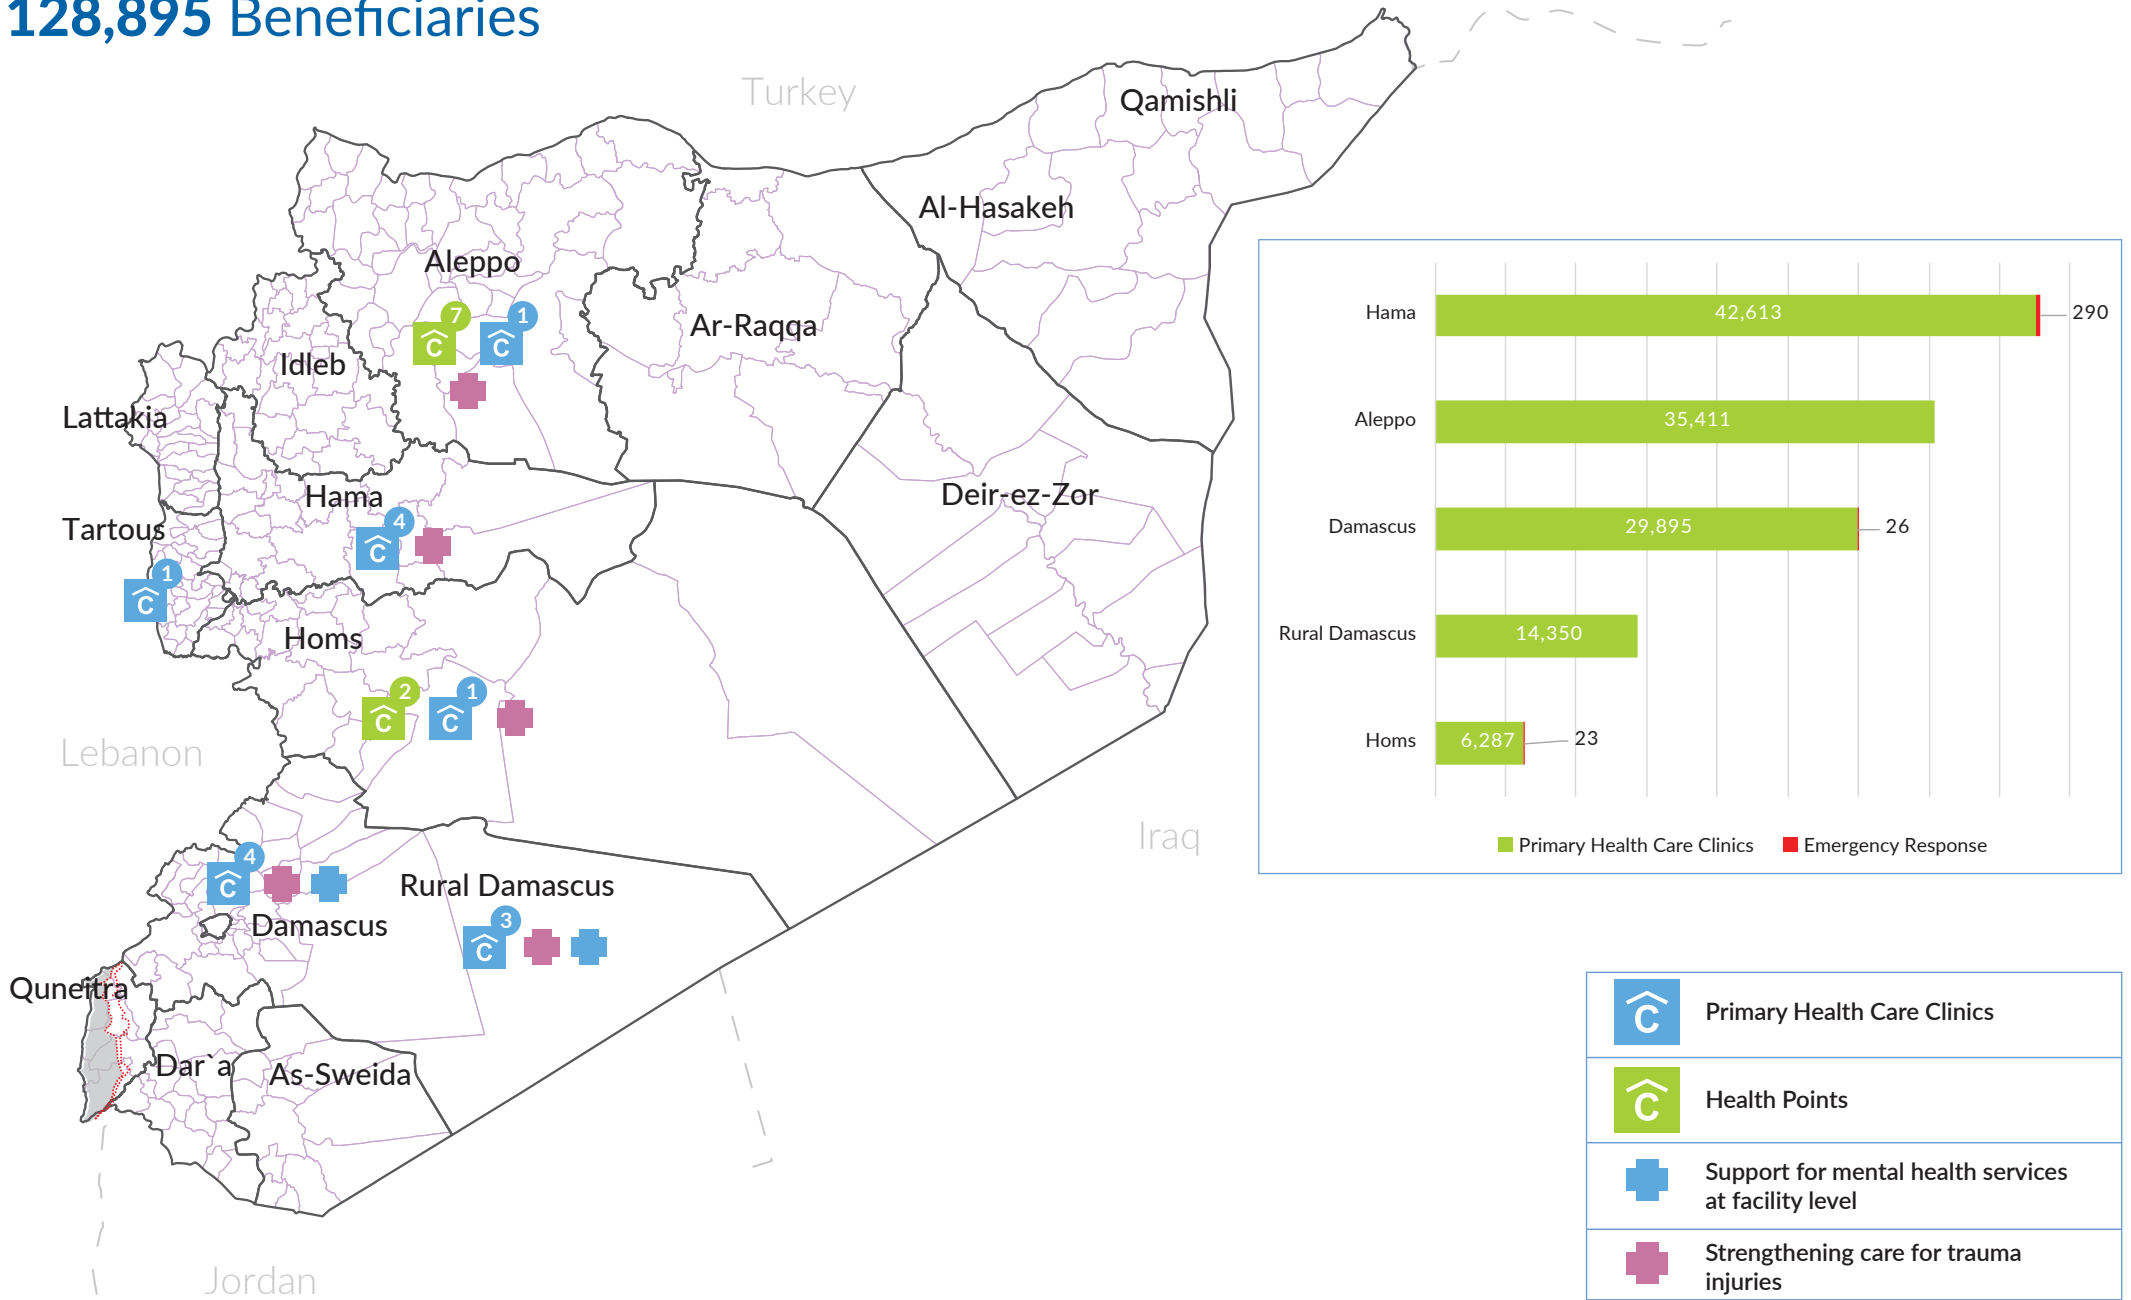 128,895 Beneficiaries
Turkey
Qamishli
Al-Hasakeh
Aleppo
7
1
C
C
Ar-Raqqa
Idleb
Lattakia
Hama
Deir-ez-Zor
4
C
Tartous
1
C
Homs
2
1
C
C
Lebanon
Iraq
4
C
Rural Damascus
3
C
Damascus
Quneitra
Dar`a
As-Sweida
Jordan
Hama
42,613
290
Aleppo
35,411
Damascus
29,895
26
Rural Damascus
14,350
Homs
6,287
23
Primary Health Care Clinics
Emergency Response
C
Primary Health Care Clinics
C
Health Points
Support for mental health services
at facility level
Strengthening care for trauma
injuries